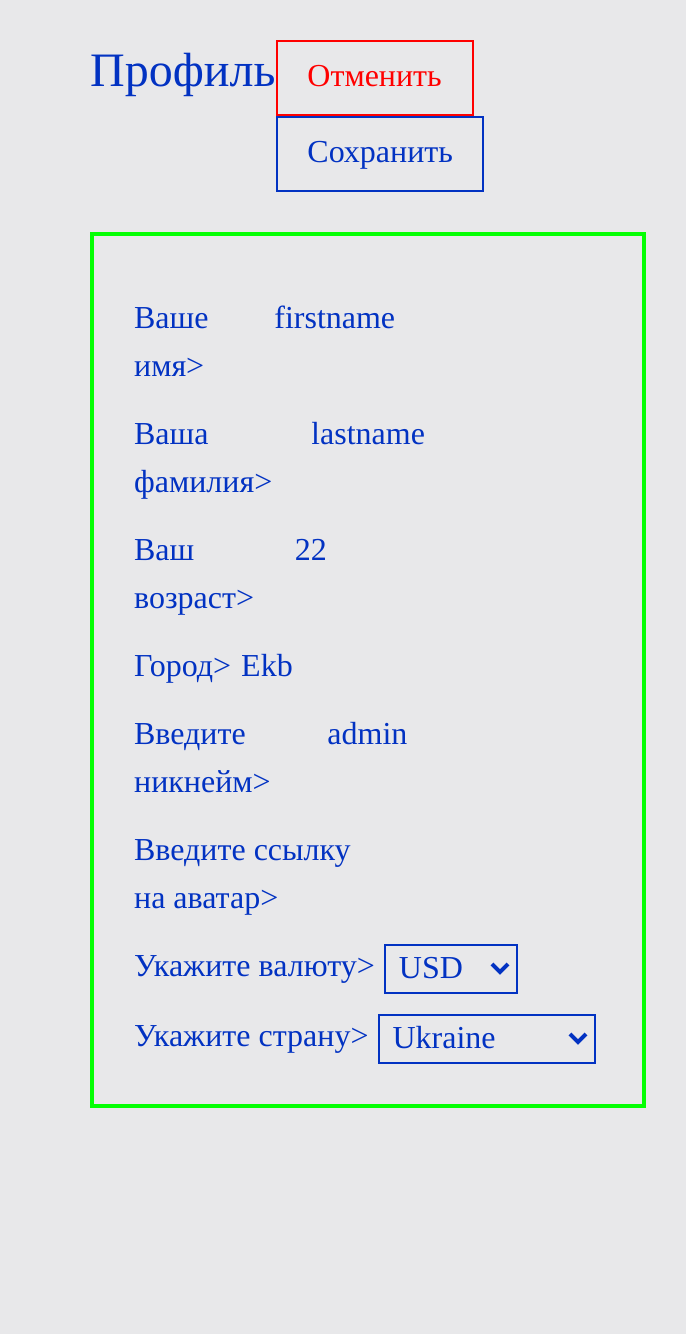 Профиль Отменить
Сохранить
Ваше firstname
имя>
Ваша lastname
фамилия>
Ваш 22
возраст>
Город> Ekb
Введите admin
никнейм>
Введите ссылку
на аватар>
Укажите валюту> USD
Укажите страну> Ukraine